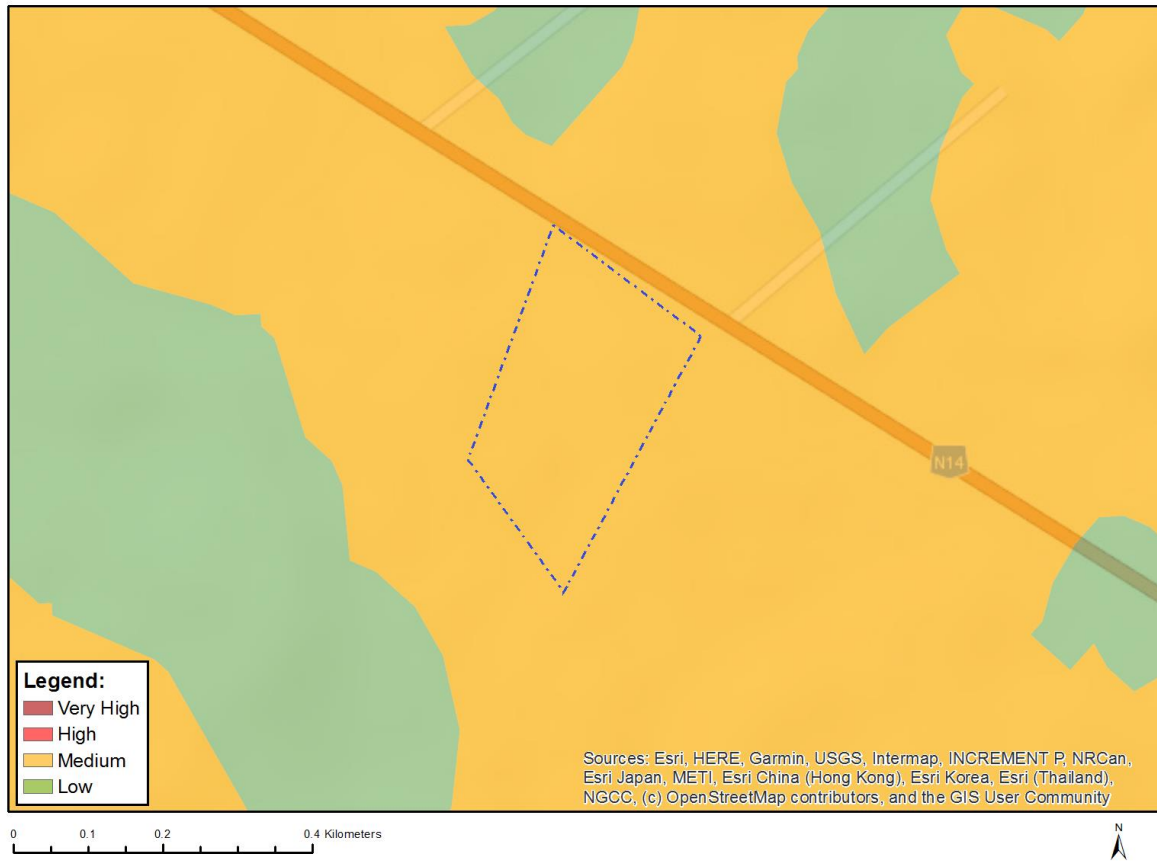 N14
Legend:
Very High
High
Medium
Low
Sources: Esri, HERE, Garmin, USGS, Intermap, INCREMENT P, NRCan,
Esri Japan, METI, Esri China (Hong Kong), Esri Korea, Esri (Thailand),
NGCC, (c) OpenStreetMap contributors, and the GIS User Community
0 0.1 0.2 0.4 Kilometers
N